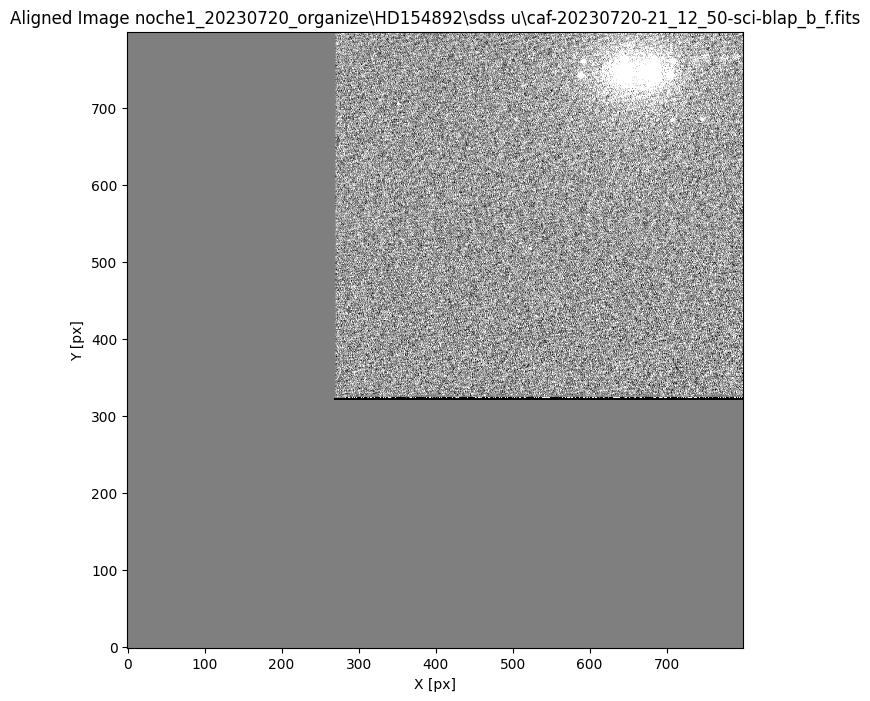 Aligned Image noche1_20230720_organize\HD154892\sdss u\caf-20230720-21_12_50-sci-blap_b_f.fits
700
600
500
400
300
200
100
0
Y [px]
0 100 200 300 400 500 600 700
X [px]